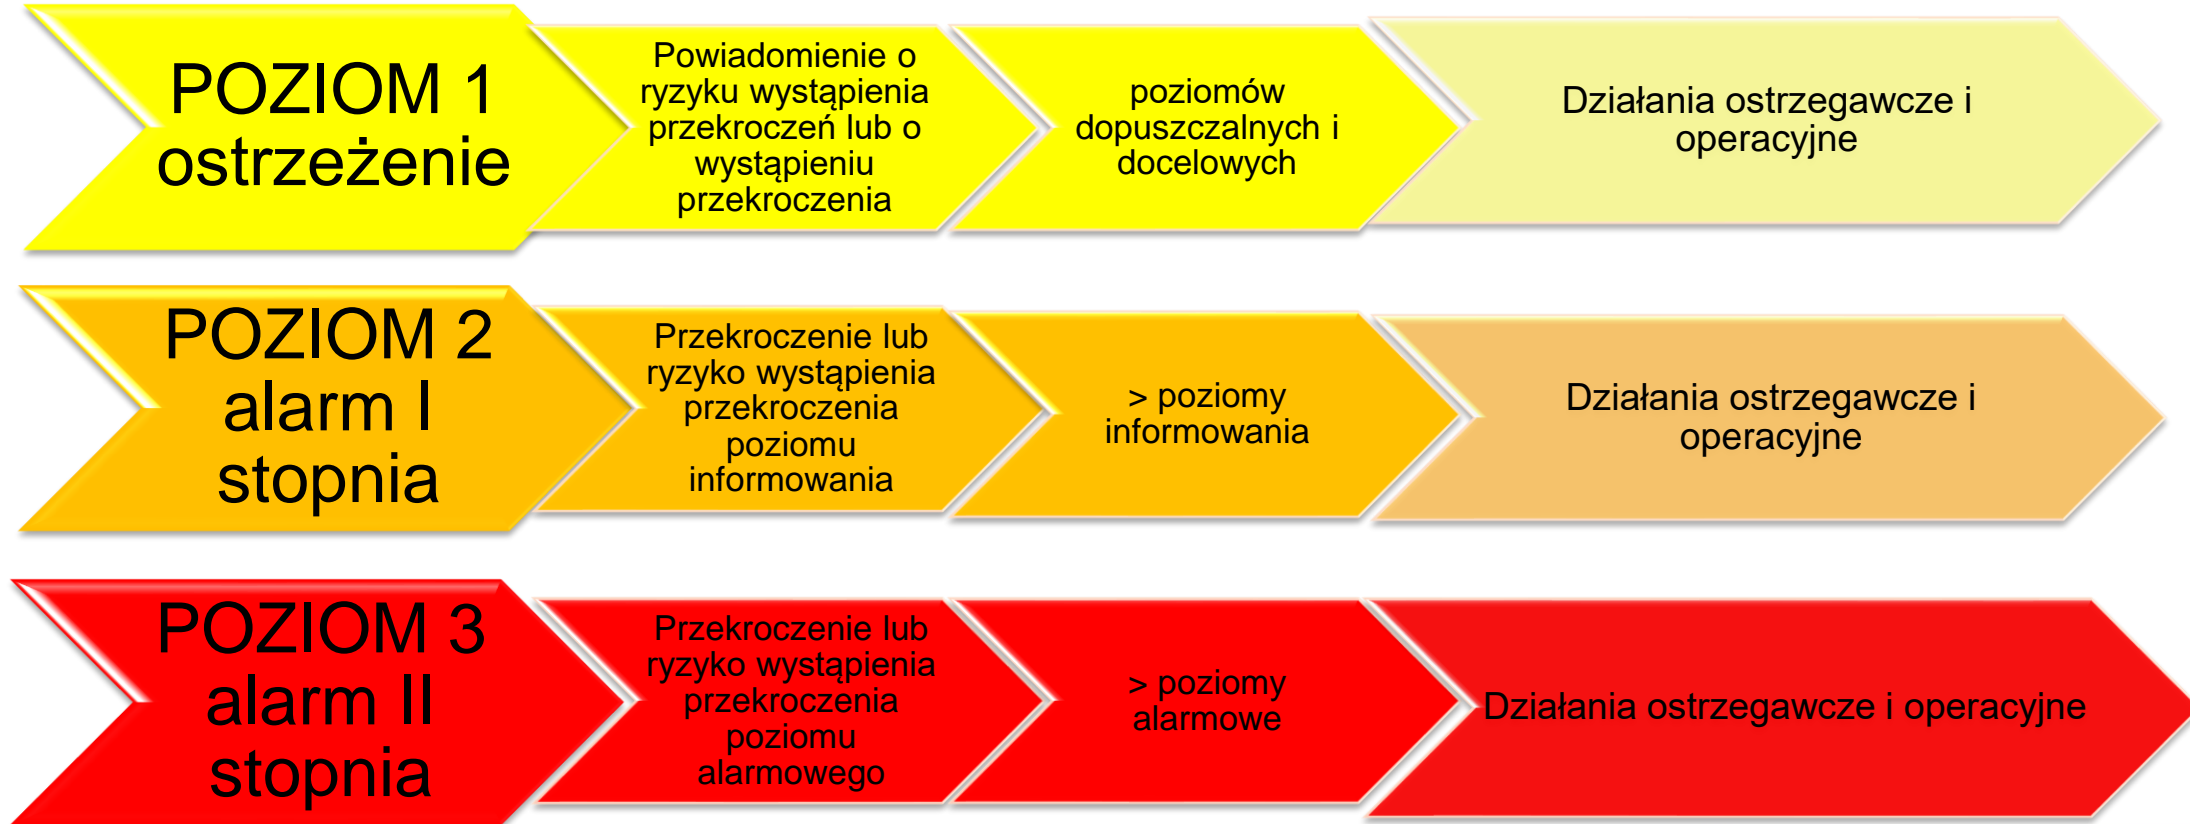 POZIOM 1
ostrzeżenie
Powiadomienie o
ryzyku wystąpienia
przekroczeń lub o
wystąpieniu
przekroczenia
poziomów
dopuszczalnych i
docelowych
Działania ostrzegawcze i
operacyjne
POZIOM 2
alarm I
stopnia
Przekroczenie lub
ryzyko wystąpienia
przekroczenia
poziomu
informowania
> poziomy
informowania
Działania ostrzegawcze i
operacyjne
POZIOM 3
alarm II
stopnia
Przekroczenie lub
ryzyko wystąpienia
przekroczenia
poziomu
alarmowego
> poziomy
alarmowe
Działania ostrzegawcze i operacyjne